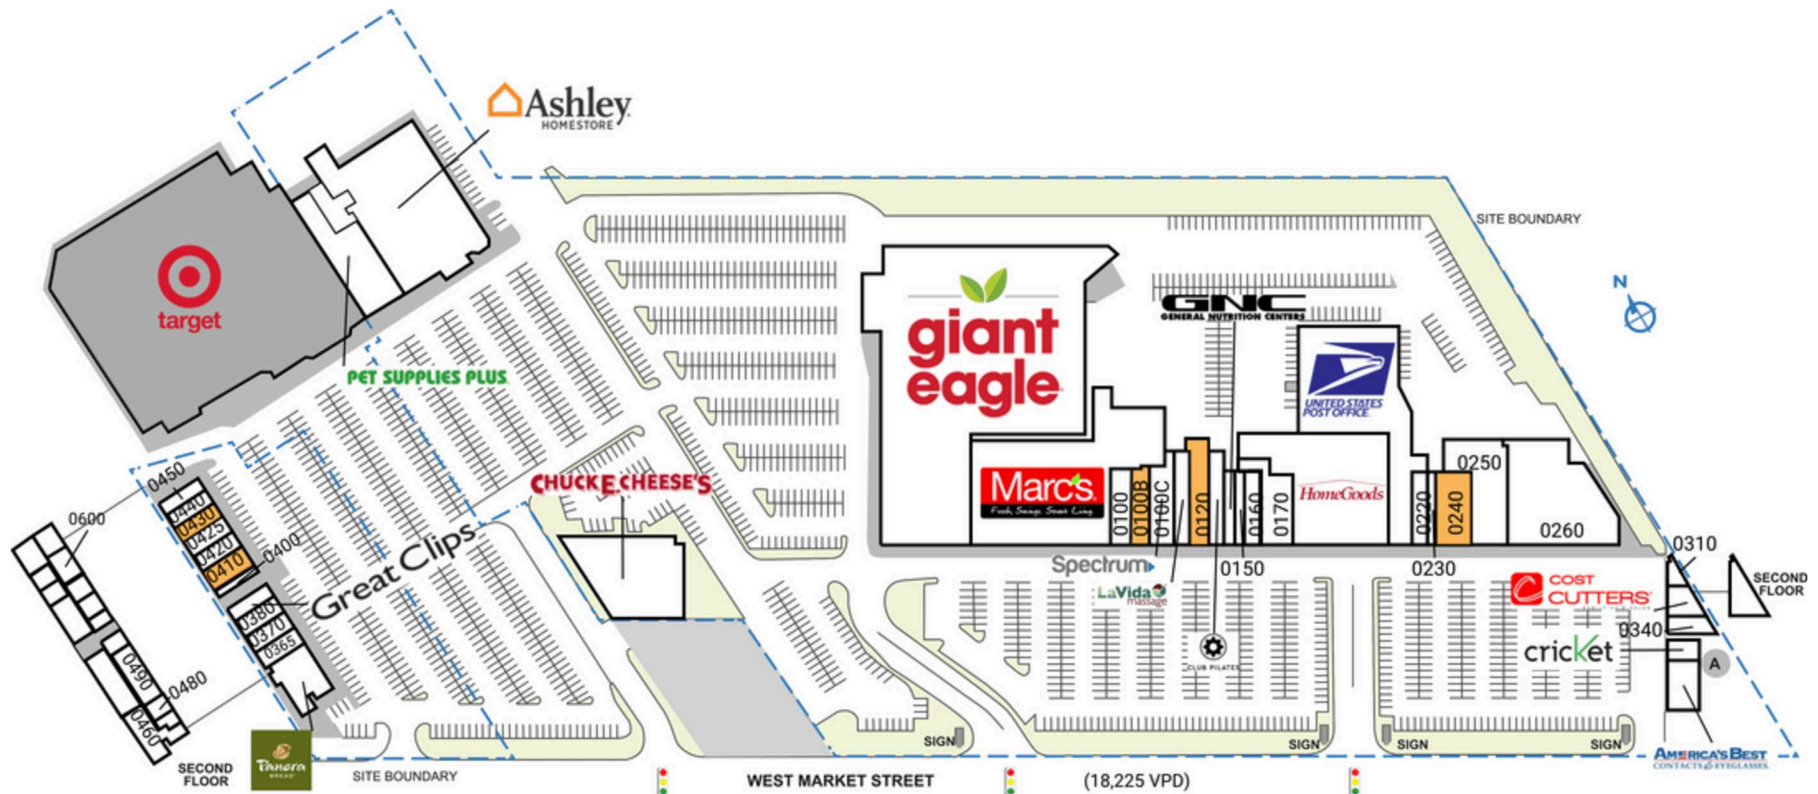 Ashley
HOMESTORE
SITE BOUNDARY
target
N
giant
eagle
GNC
GENERAL NUTRITION CENTERS
UNITED STATES
POST OFFICE
PET SUPPLIES PLUS
CHUCK E. CHEESE'S
Marc's
Food, Savings, Smart Living
HomeGoods
0100
0100B
0100C
0120
0160
0170
0220
0240
0250
0260
0450
0440
0430
0425
0420
0410
0400
0600
Great Clips
0380
0370
0365
0490
0480
0460
SECOND
FLOOR
Panera
BREAD
SITE BOUNDARY
Spectrum
LaVida
massage
0150
0230
CLUB PILATES
COST
CUTTERS
0310
SECOND
FLOOR
0340
cricket
A
AMERICA'S BEST
CONTACTS & EYEGLASSES
SIGN
SIGN
SIGN
SIGN
WEST MARKET STREET
(18,225 VPD)